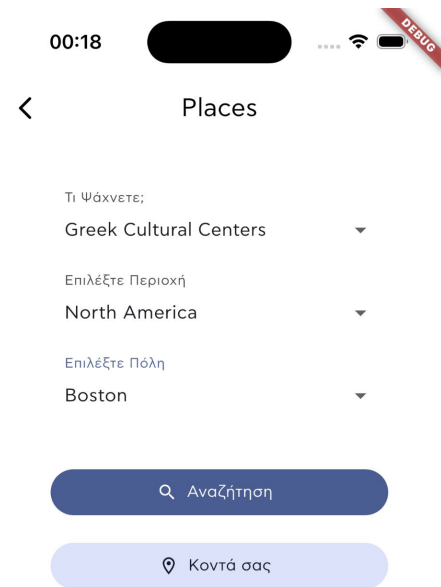 00:18
DEBUG
Places
Τι Ψάχνετε;
Greek Cultural Centers
Επιλέξτε Περιοχή
North America
Επιλέξτε Πόλη
Boston
Αναζήτηση
Κοντά σας